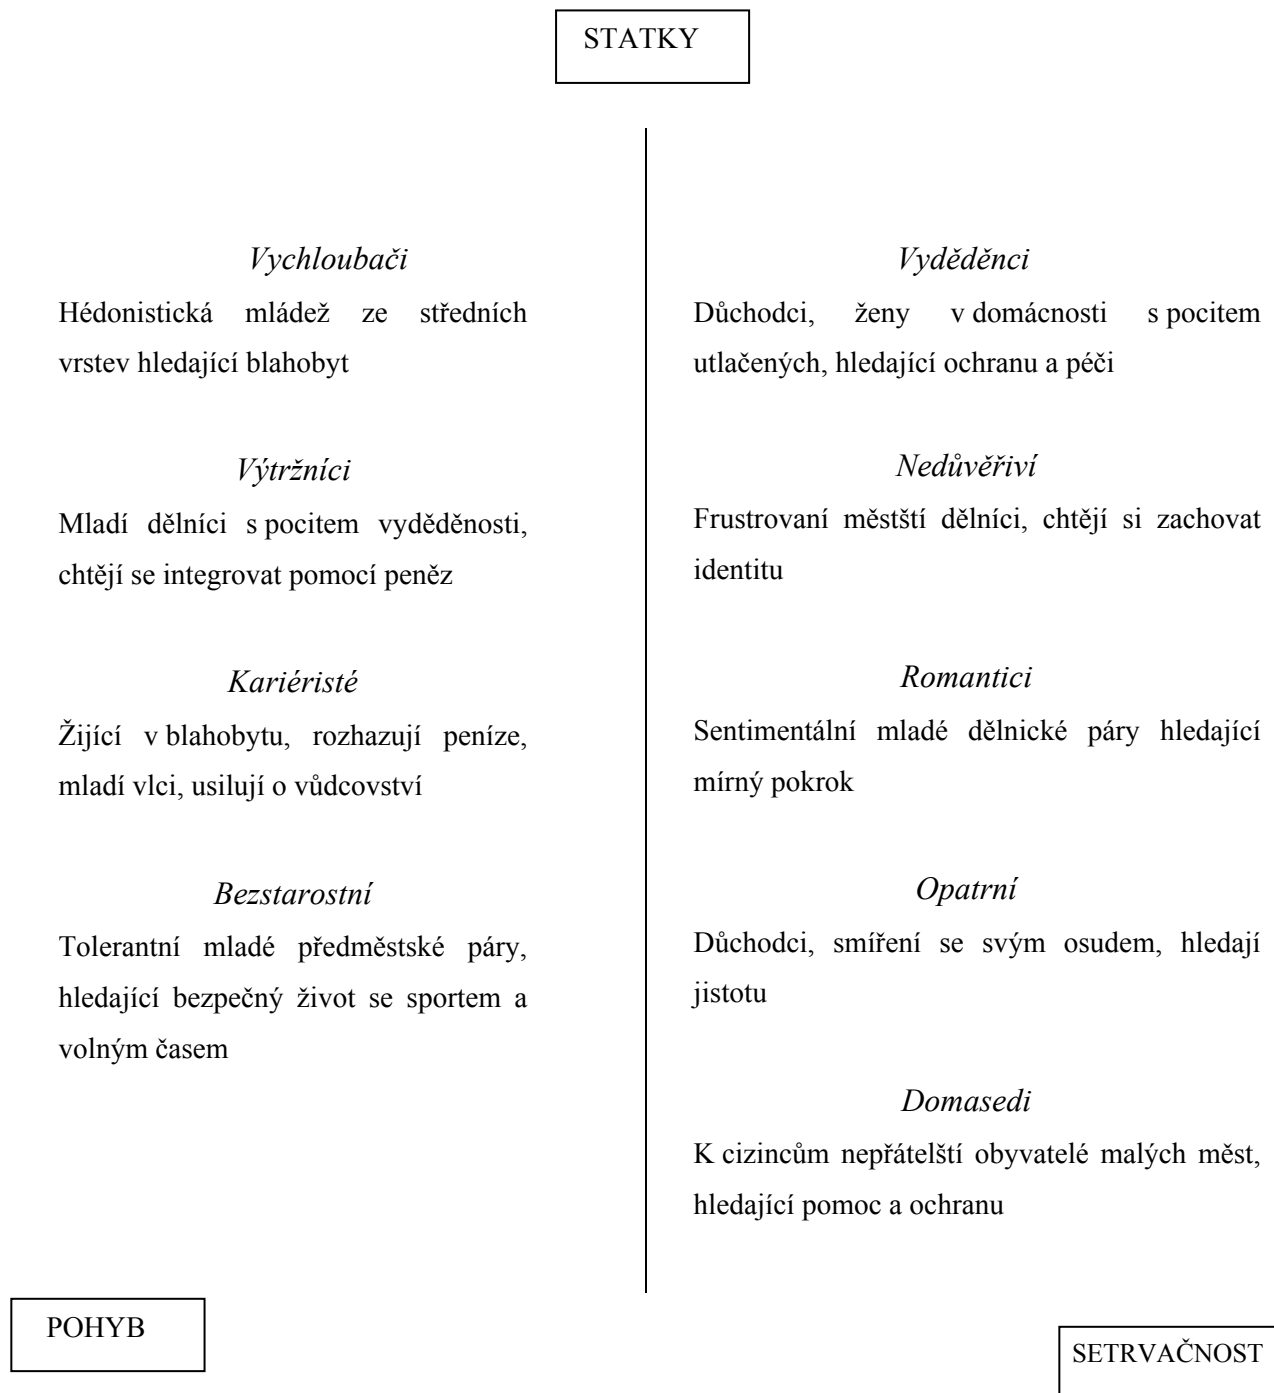 STATKY
Vychloubači
Hédonistická mládež ze středních
vrstev hledající blahobyt
Výtržníci
Mladí dělníci s pocitem vyděděnosti,
chtějí se integrovat pomocí peněz
Kariéristé
Žijící v blahobytu, rozhazují peníze,
mladí vlci, usilují o vůdcovství
Bezstarostní
Tolerantní mladé předměstské páry,
hledající bezpečný život se sportem a
volným časem
Vyděděnci
Důchodci, ženy v domácnosti s pocitem
utlačených, hledající ochranu a péči
Nedůvěřiví
Frustrovaní městští dělníci, chtějí si zachovat
identitu
Romantici
Sentimentální mladé dělnické páry hledající
mírný pokrok
Opatrní
Důchodci, smíření se svým osudem, hledají
jistotu
Domasedi
K cizincům nepřátelští obyvatelé malých měst,
hledající pomoc a ochranu
POHYB
SETRVAČNOST